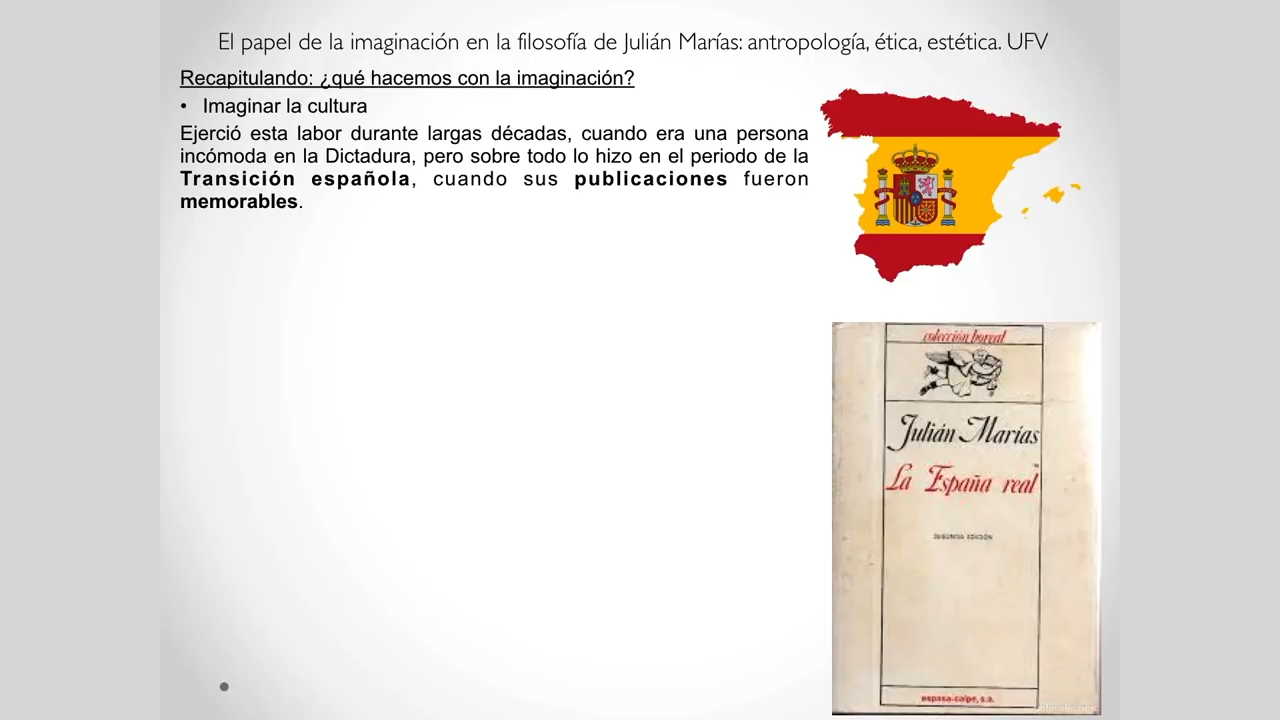 El papel de la imaginación en la filosofía de Julián Marías: antropología, ética, estética. UFV
Recapitulando: ¿qué hacemos con la imaginación?
• Imaginar la cultura
Ejerció esta labor durante largas décadas, cuando era una persona
incómoda en la Dictadura, pero sobre todo lo hizo en el periodo de la
Transición española, cuando sus publicaciones fueron
memorables.
colección boreal
Julián Marías
La España real
SEGUNDA EDICIÓN
espasa-calpe, s.a.